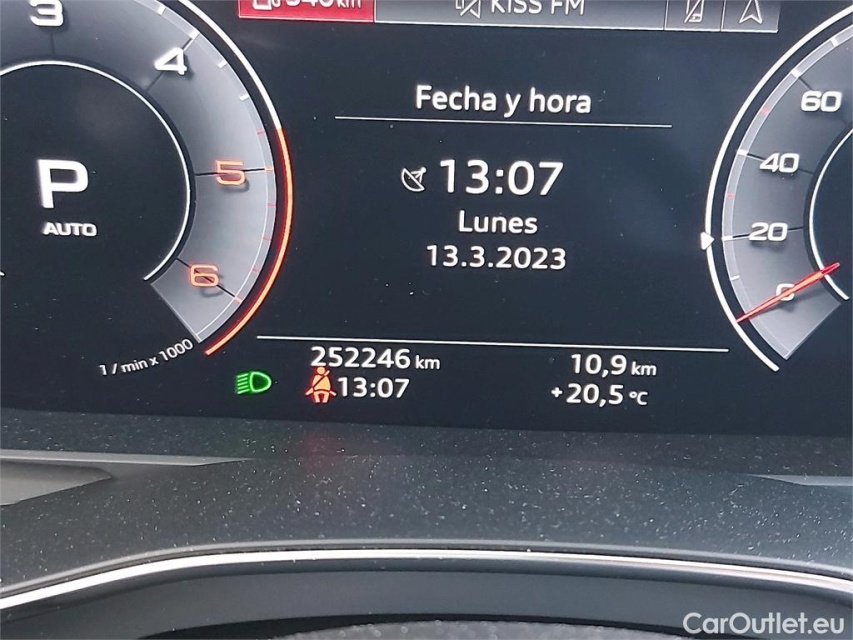 KISS FM
3
4
5
6
P
AUTO
1 / min x 1000
Fecha y hora
13:07
Lunes
13.3.2023
60
40
20
0
252246 km
10,9 km
13:07
+20,5 °C
CarOutlet.eu